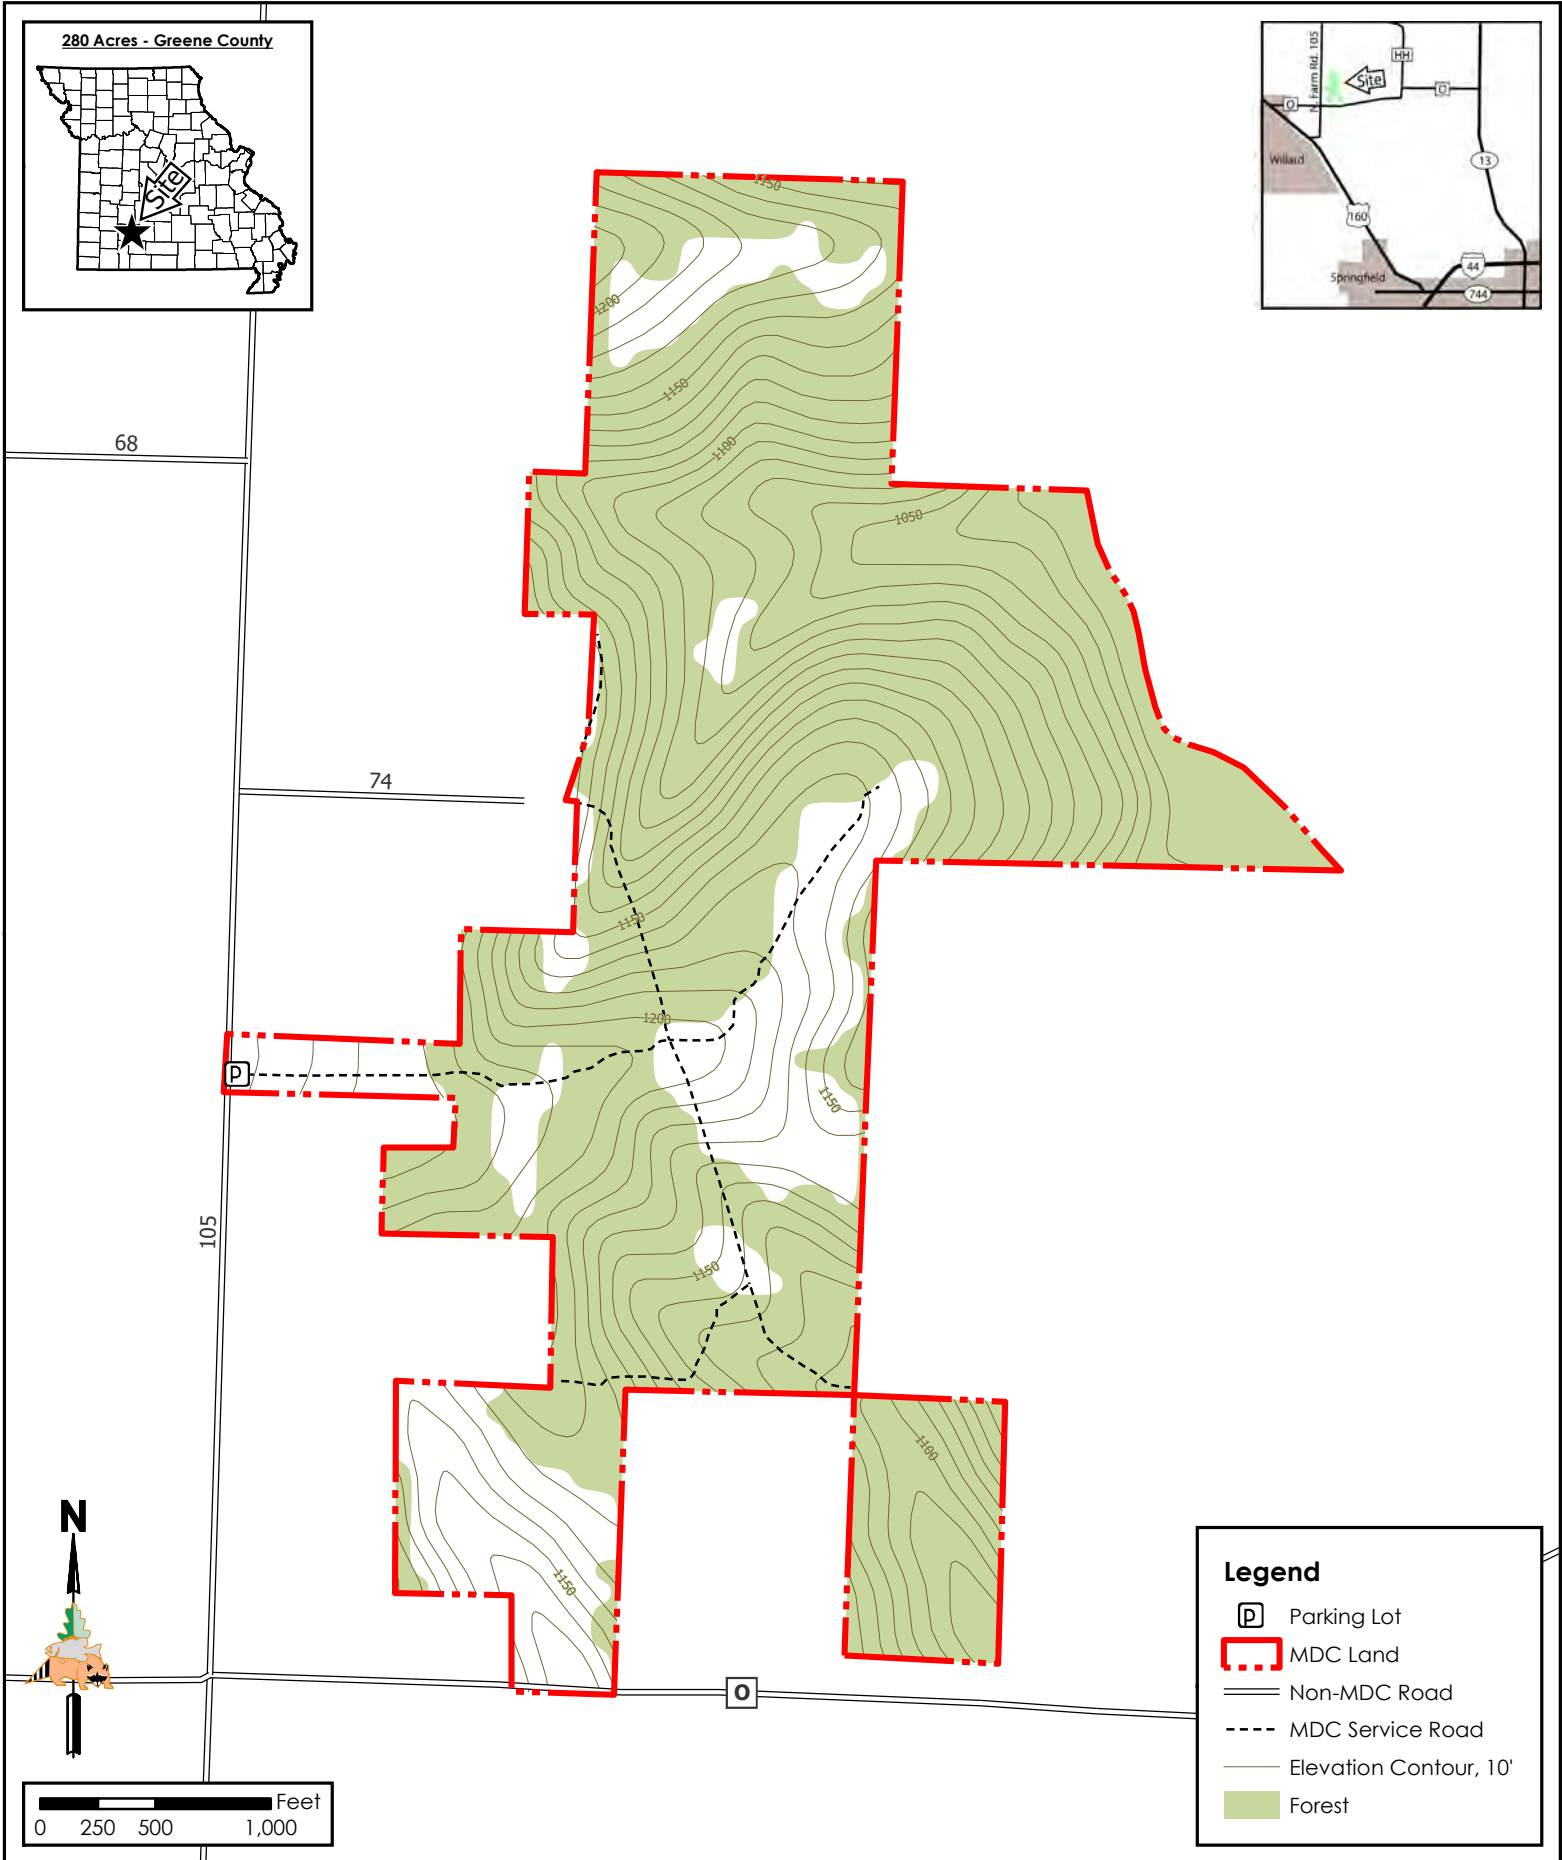 280 Acres - Greene County
Site
N. Farm Rd. 105
HH
Site
O
O
Willard
13
160
Springfield
44
744
1150
1200
1150
68
1100
1050
74
1150
1200
P
1150
105
1150
1100
1150
N
O
Legend
P Parking Lot
MDC Land
Non-MDC Road
MDC Service Road
Elevation Contour, 10'
Forest
Feet
0 250 500 1,000